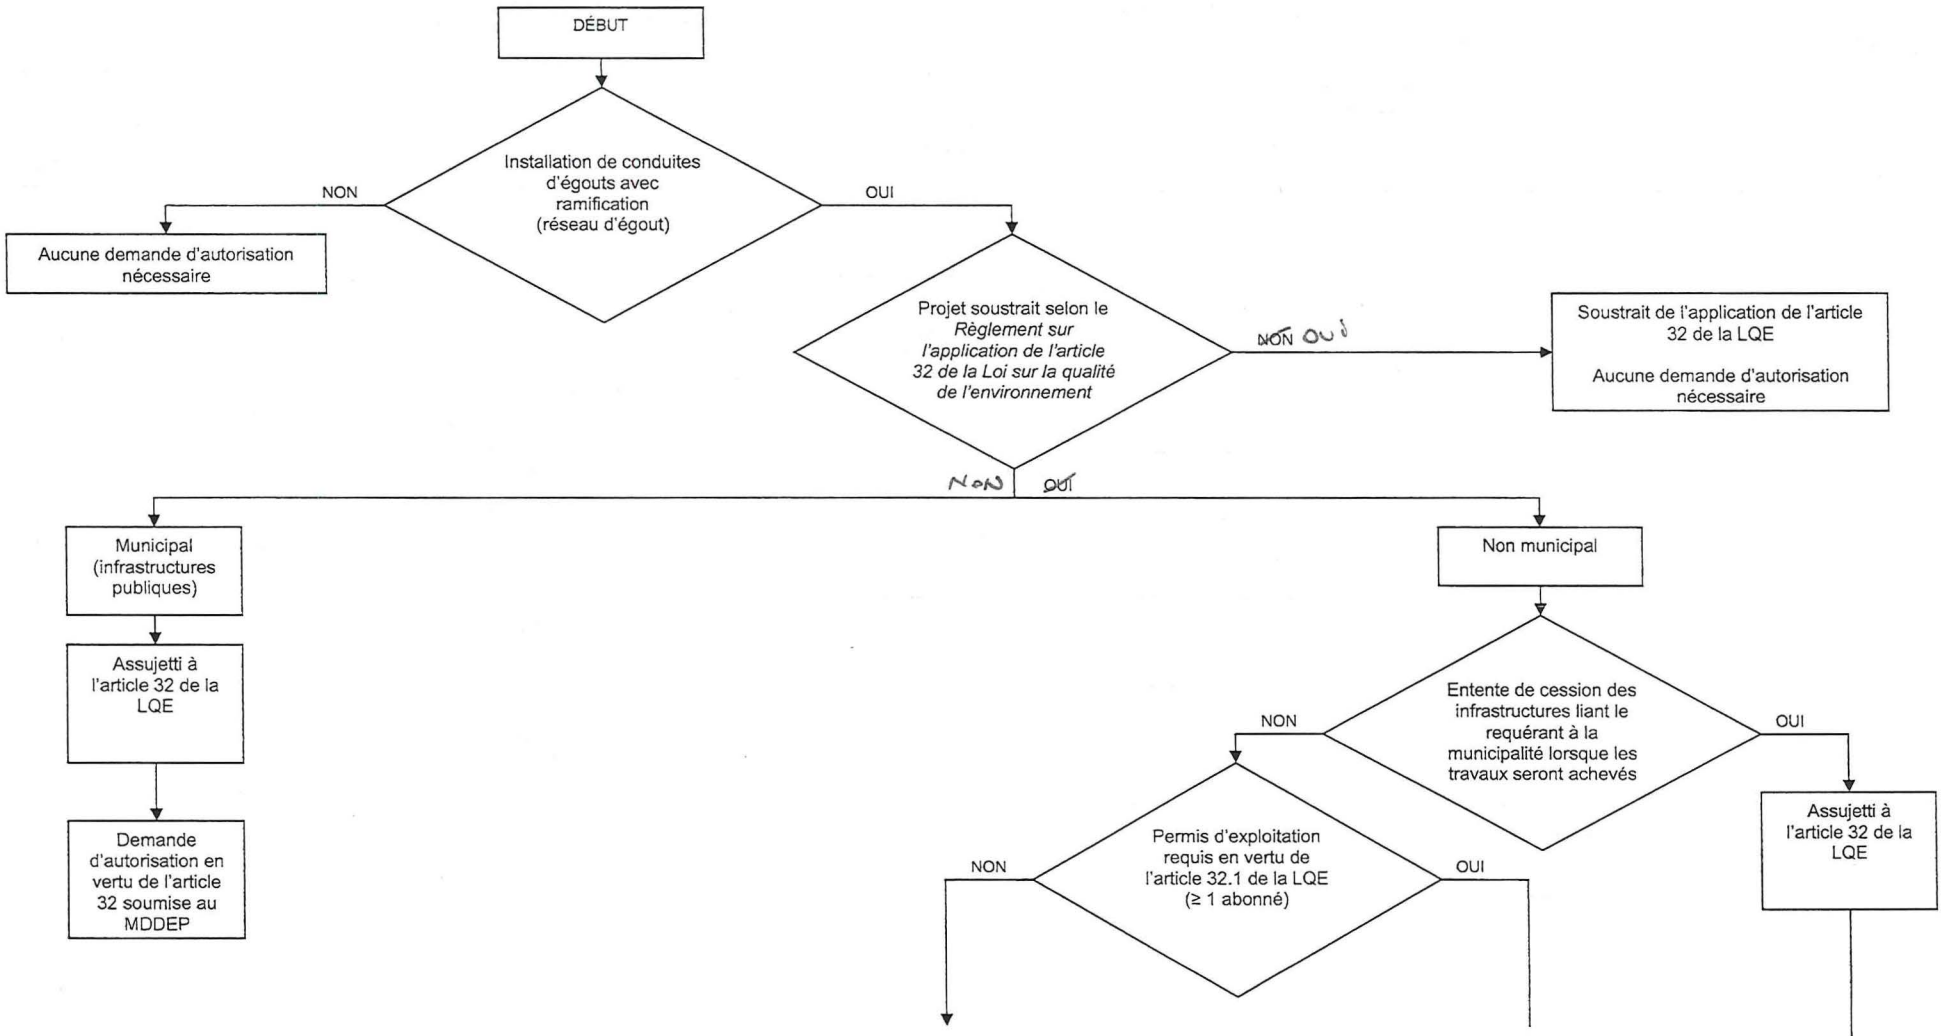 DÉBUT
Installation de conduites
d'égouts avec
ramification
(réseau d'égout)
NON
OUI
Aucune demande d'autorisation
nécessaire
Projet soustrait selon le
Règlement sur
l'application de l'article
32 de la Loi sur la qualité
de l'environnement
NON OUI
Soustrait de l'application de l'article
32 de la LQE
Aucune demande d'autorisation
nécessaire
NON OUI
Municipal
(infrastructures
publiques)
Non municipal
Assujetti à
l'article 32 de la
LQE
Demande
d'autorisation en
vertu de l'article
32 soumise au
MDDEP
Entente de cession des
infrastructures liant le
requérant à la
municipalité lorsque les
travaux seront achevés
NON
OUI
Assujetti à
l'article 32 de la
LQE
Permis d'exploitation
requis en vertu de
l'article 32.1 de la LQE
(≥ 1 abonné)
NON
OUI